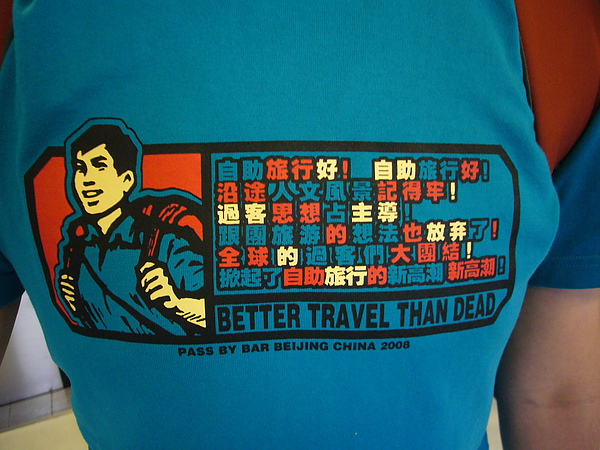 自助旅行好! 自助旅行好!
沿途人文風景記得牢!
過客思想占主導!
跟團旅游的想法也放弃了!
全球的過客們大團結!
掀起了自助旅行的新高潮 新高潮!
BETTER TRAVEL THAN DEAD
PASS BY BAR BEIJING CHINA 2008